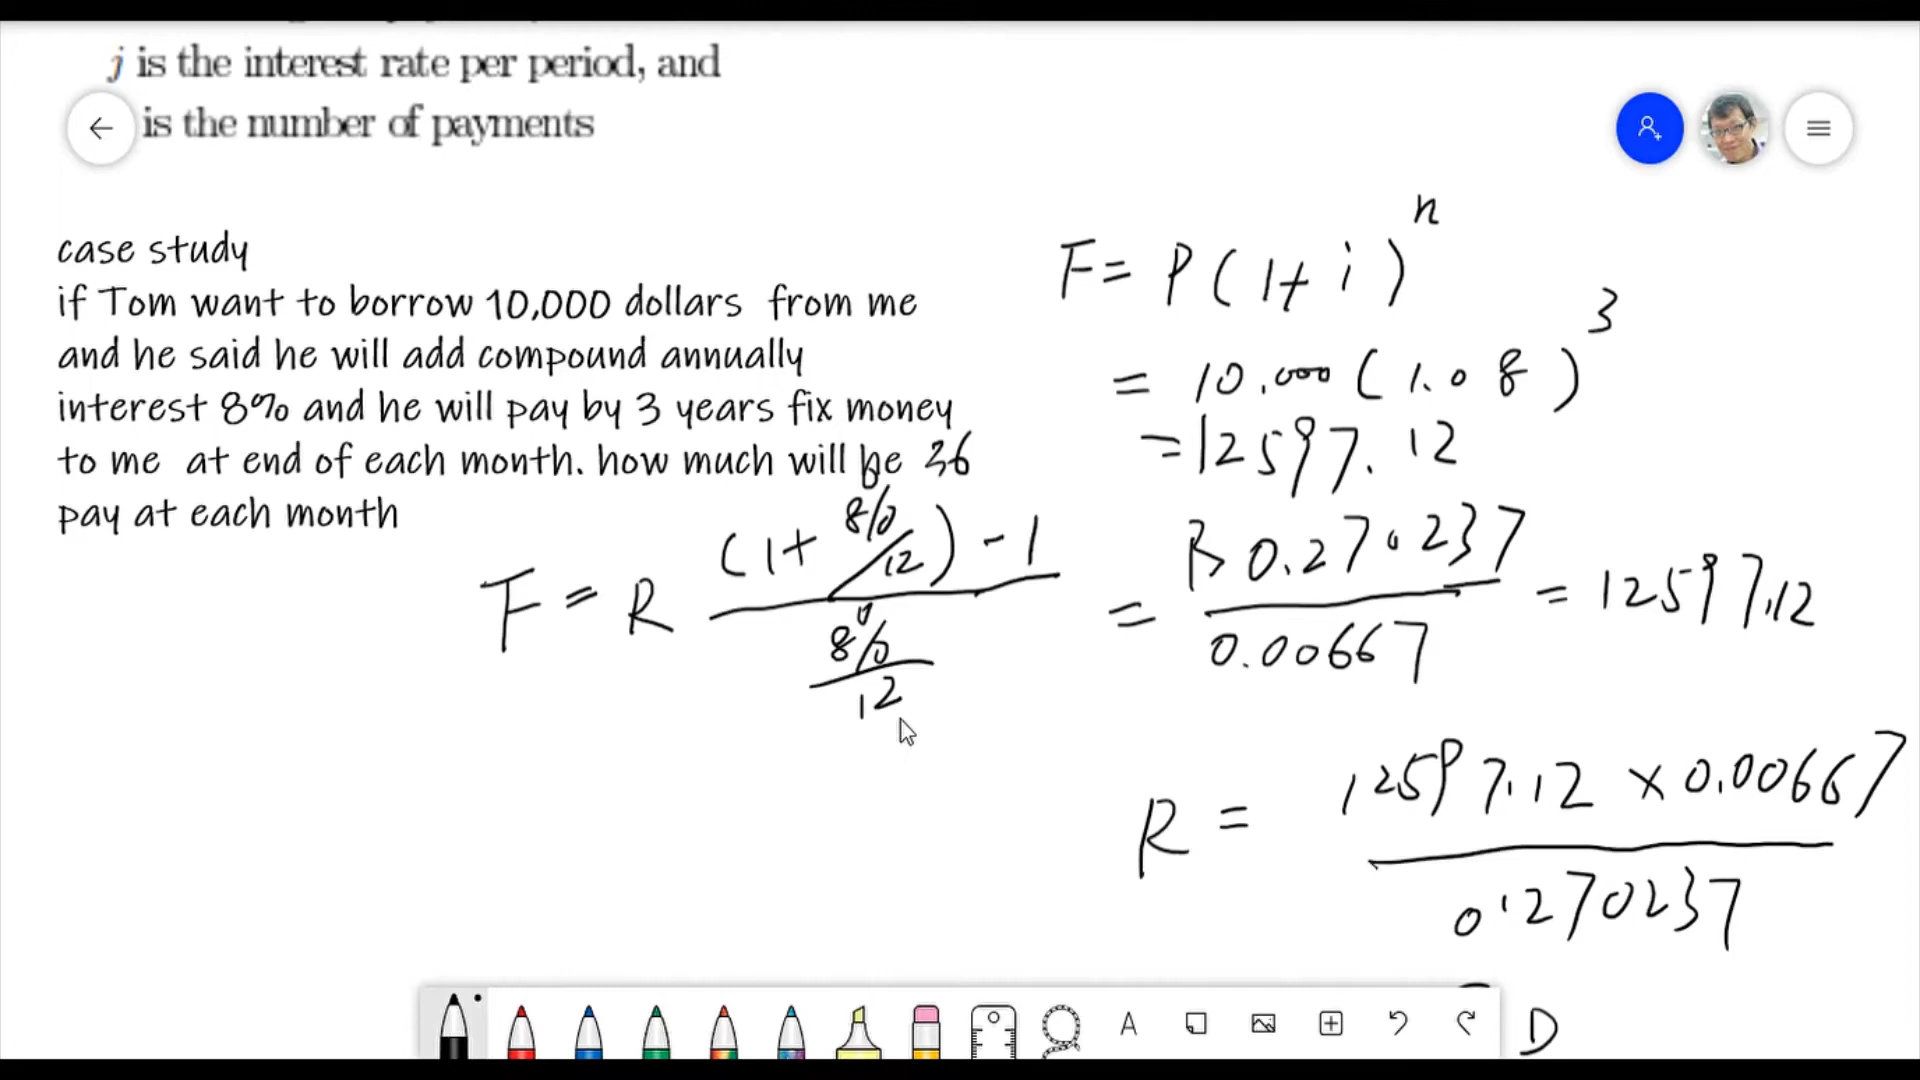 j is the interest rate per period, and
is the number of payments
case study
if Tom want to borrow 10,000 dollars from me
and he said he will add compound annually
interest 8% and he will pay by 3 years fix money
to me at end of each month. how much will be
pay at each month
F = P(1+i)^n
= 10,000(1.08)^3
= 12597.12
F = R ((1+8%/12)^36 - 1)/(8%/12) = R 0.270237/0.00667 = 12597.12
R = 12597.12 × 0.00667/0.270237
A
D